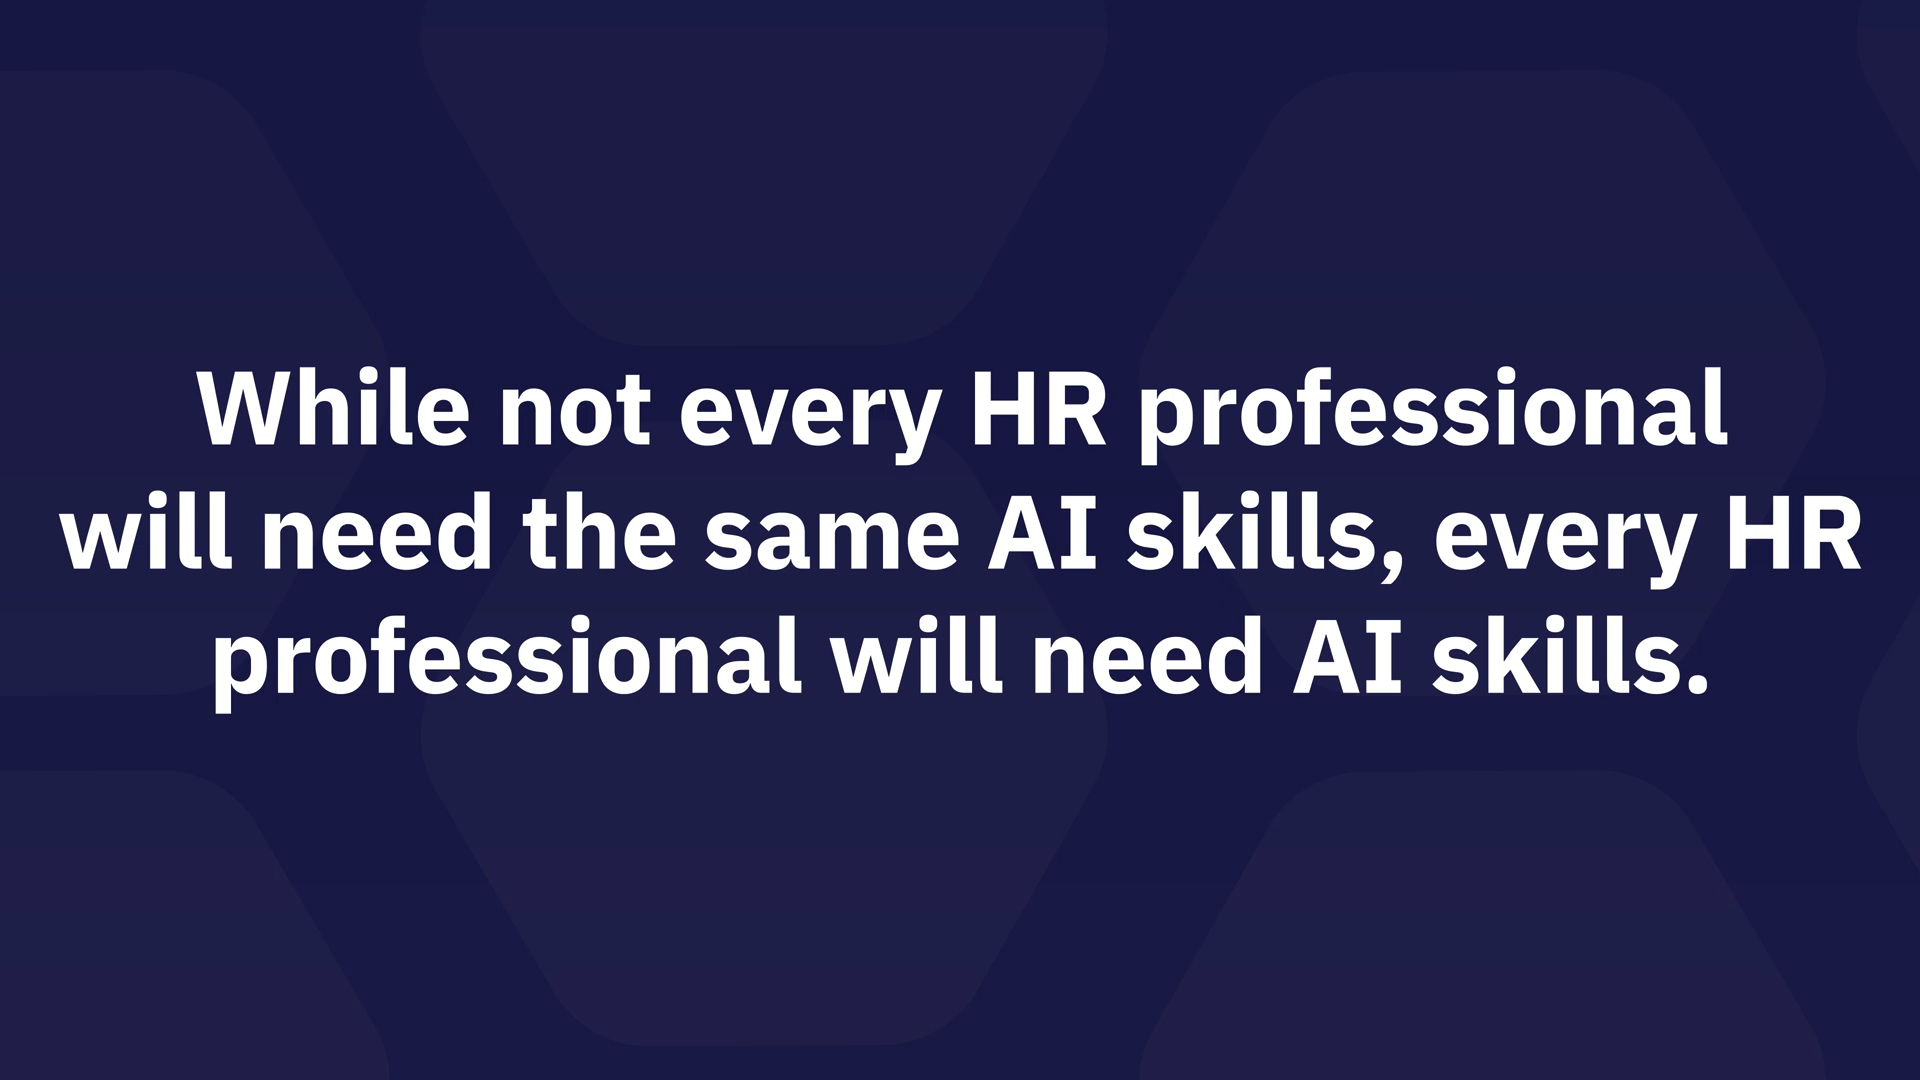 While not every HR professional
will need the same AI skills, every HR
professional will need AI skills.